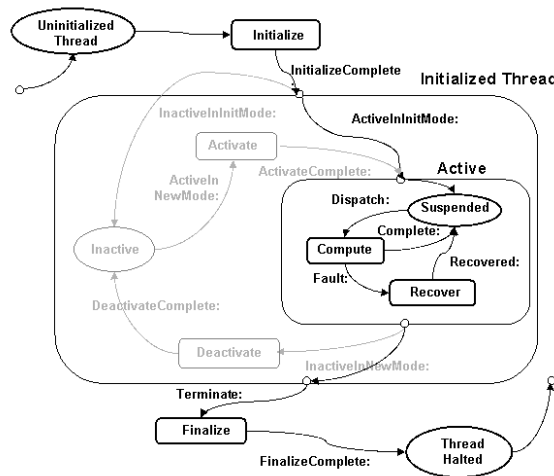 Uninitialized
Thread
Initialize
InitializeComplete
Initialized Thread
InactiveInInitMode:
ActiveInInitMode:
Activate
ActivateComplete:
Active
ActiveIn
NewMode:
Dispatch:
Suspended
Complete:
Inactive
Compute
Recovered:
Fault:
Recover
DeactivateComplete:
Deactivate
InactiveInNewMode:
Terminate:
Finalize
FinalizeComplete:
Thread
Halted